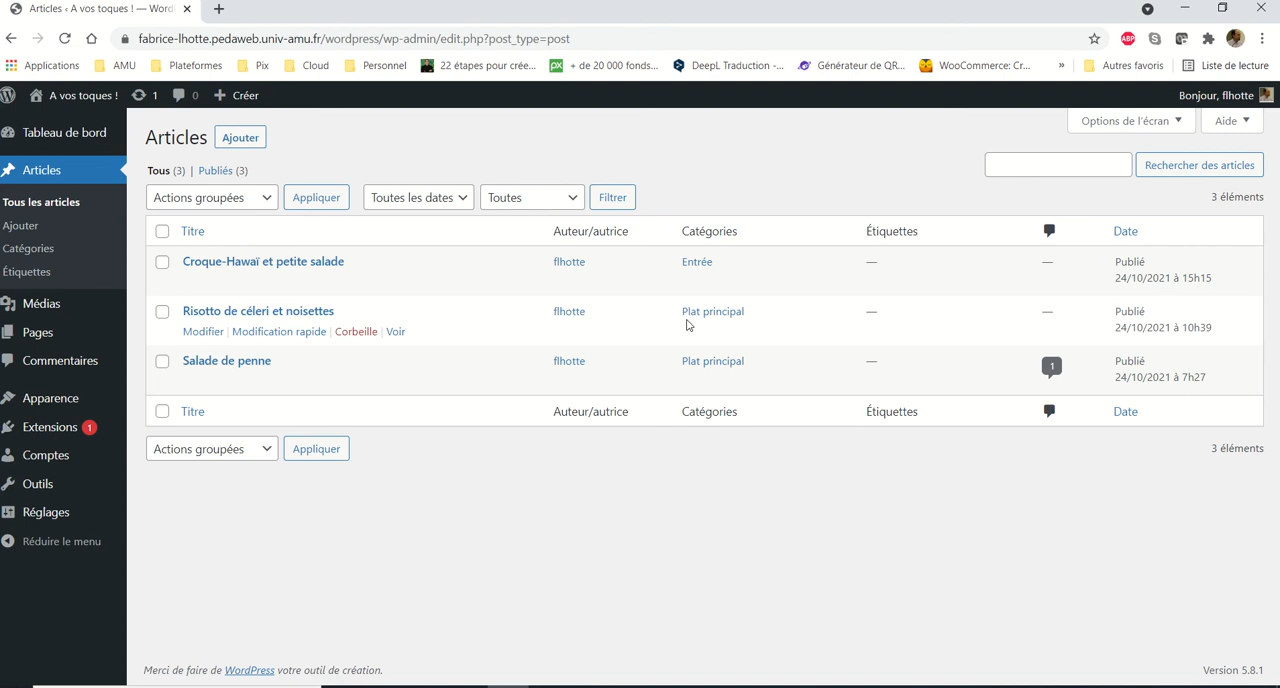 Articles ‹ A vos toques ! — Word
fabrice-lhotte.pedaweb.univ-amu.fr/wordpress/wp-admin/edit.php?post_type=post
ABP
Applications AMU Plateformes Pix Cloud Personnel 22 étapes pour crée... px + de 20 000 fonds... DeepL Traduction -... Générateur de QR... WooCommerce: Cr... » Autres favoris Liste de lecture
A vos toques ! 1 0 + Créer Bonjour, flhotte
Options de l'écran Aide
Tableau de bord
Articles
Tous les articles
Ajouter
Catégories
Étiquettes
Médias
Pages
Commentaires
Apparence
Extensions 1
Comptes
Outils
Réglages
Réduire le menu
Articles Ajouter
Tous (3) | Publiés (3)
Rechercher des articles
Actions groupées Appliquer Toutes les dates Toutes Filtrer 3 éléments
Titre Auteur/autrice Catégories Étiquettes Date
Croque-Hawaï et petite salade flhotte Entrée — — Publié
24/10/2021 à 15h15
Risotto de céleri et noisettes flhotte Plat principal — — Publié
Modifier | Modification rapide | Corbeille | Voir 24/10/2021 à 10h39
Salade de penne flhotte Plat principal — 1 Publié
24/10/2021 à 7h27
Titre Auteur/autrice Catégories Étiquettes Date
Actions groupées Appliquer 3 éléments
Merci de faire de WordPress votre outil de création. Version 5.8.1